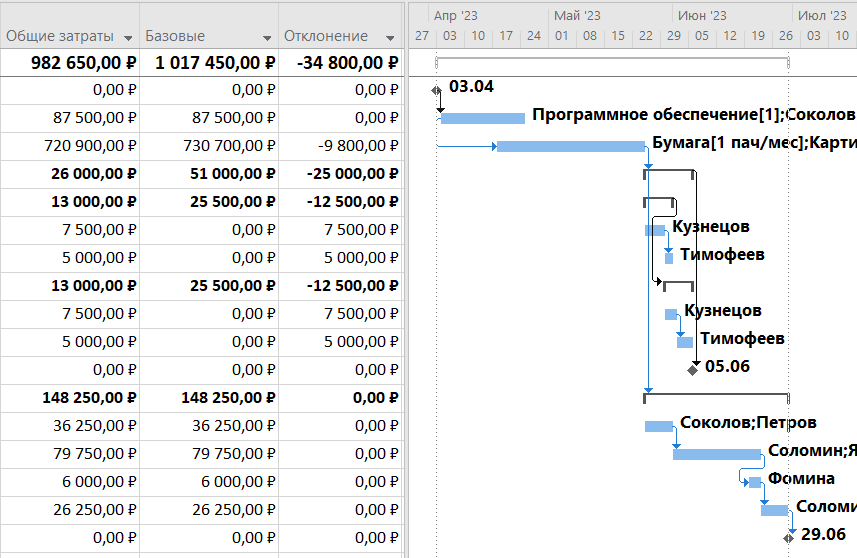 Апр '23 Май '23 Июн '23 Июл '23
Общие затраты Базовые Отклонение 27 03 10 17 24 01 08 15 22 29 05 12 19 26 03 10
982 650,00 ₽ 1 017 450,00 ₽ -34 800,00 ₽
0,00 ₽ 0,00 ₽ 0,00 ₽ 03.04
87 500,00 ₽ 87 500,00 ₽ 0,00 ₽ Программное обеспечение[1];Соколов
720 900,00 ₽ 730 700,00 ₽ -9 800,00 ₽ Бумага[1 пач/мес];Карти
26 000,00 ₽ 51 000,00 ₽ -25 000,00 ₽
13 000,00 ₽ 25 500,00 ₽ -12 500,00 ₽
7 500,00 ₽ 0,00 ₽ 7 500,00 ₽ Кузнецов
5 000,00 ₽ 0,00 ₽ 5 000,00 ₽ Тимофеев
13 000,00 ₽ 25 500,00 ₽ -12 500,00 ₽
7 500,00 ₽ 0,00 ₽ 7 500,00 ₽ Кузнецов
5 000,00 ₽ 0,00 ₽ 5 000,00 ₽ Тимофеев
0,00 ₽ 0,00 ₽ 0,00 ₽ 05.06
148 250,00 ₽ 148 250,00 ₽ 0,00 ₽
36 250,00 ₽ 36 250,00 ₽ 0,00 ₽ Соколов;Петров
79 750,00 ₽ 79 750,00 ₽ 0,00 ₽ Соломин;Я
6 000,00 ₽ 6 000,00 ₽ 0,00 ₽ Фомина
26 250,00 ₽ 26 250,00 ₽ 0,00 ₽ Соломи
0,00 ₽ 0,00 ₽ 0,00 ₽ 29.06